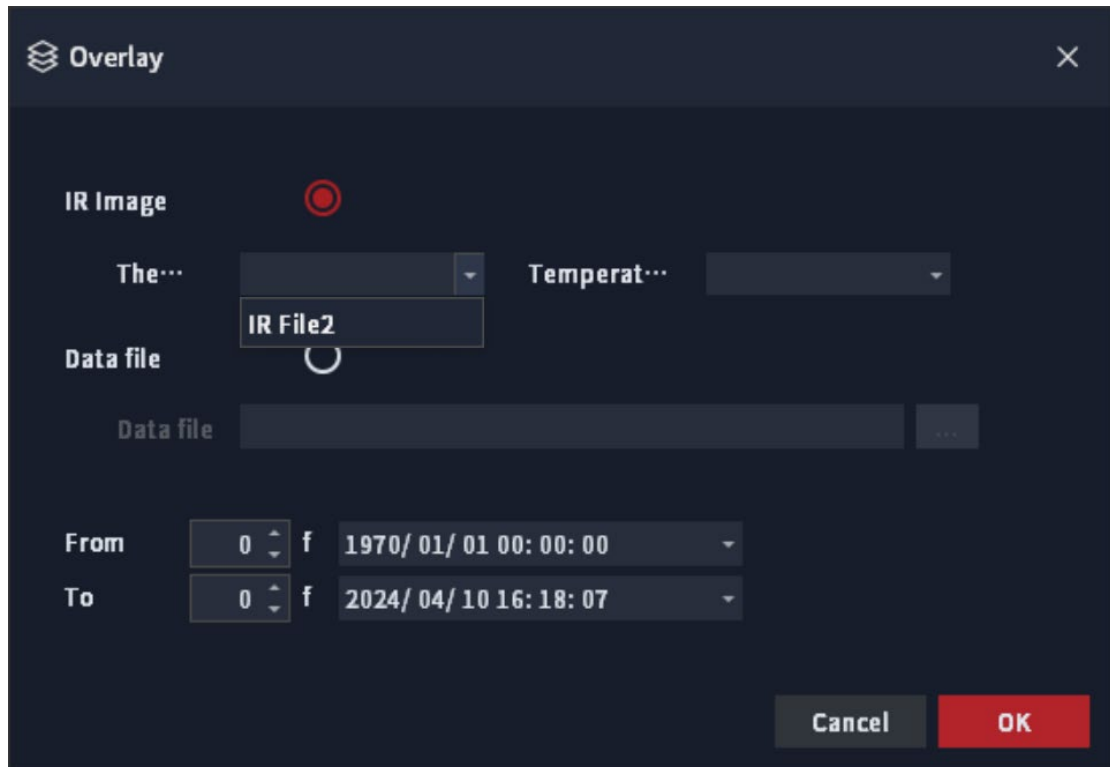 Overlay
IR Image
The… Temperat…
IR File2
Data file
Data file ...
From 0 f 1970/ 01/ 01 00: 00: 00
To 0 f 2024/ 04/ 10 16: 18: 07
Cancel OK